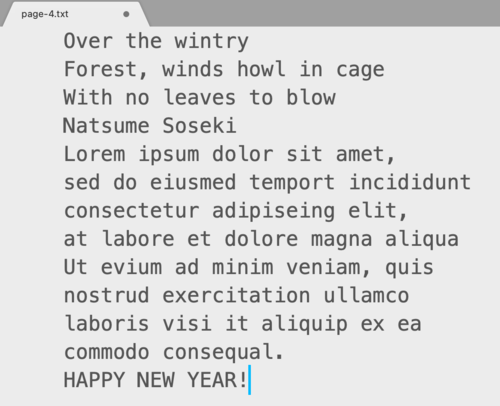 page-4.txt
Over the wintry
Forest, winds howl in cage
With no leaves to blow
Natsume Soseki
Lorem ipsum dolor sit amet,
sed do eiusmed temport incididunt
consectetur adipiseing elit,
at labore et dolore magna aliqua
Ut evium ad minim veniam, quis
nostrud exercitation ullamco
laboris visi it aliquip ex ea
commodo consequal.
HAPPY NEW YEAR!